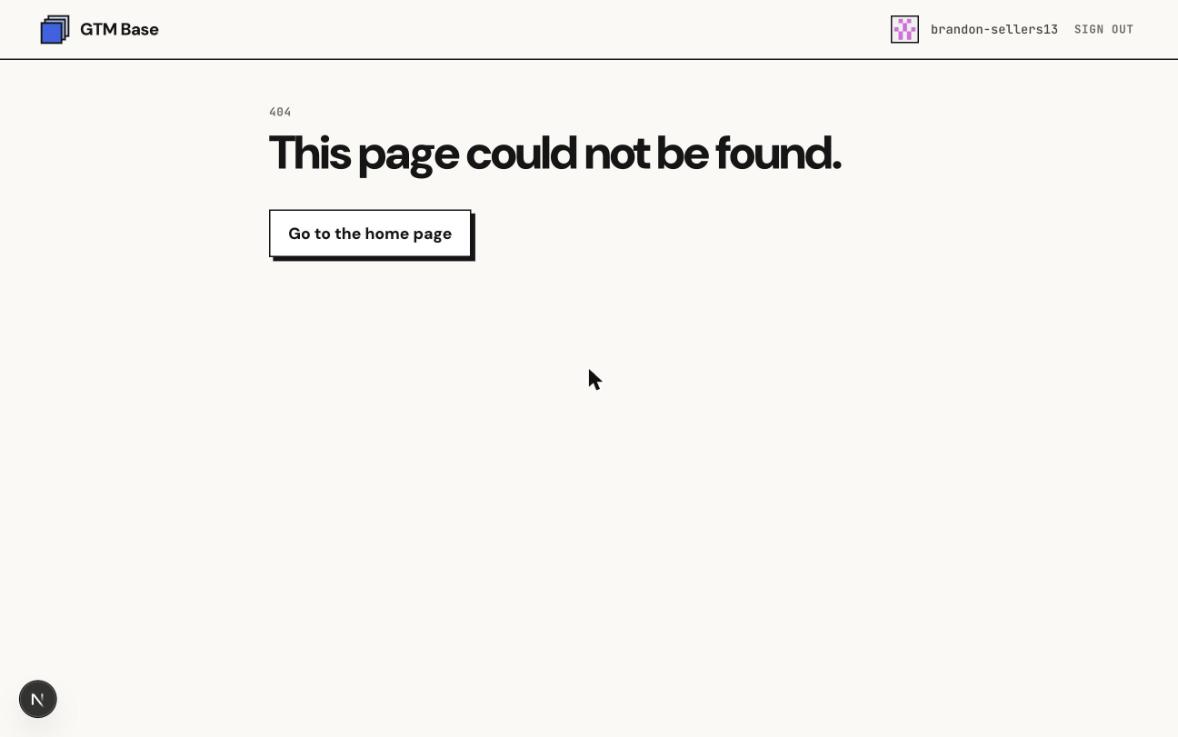 GTM Base
brandon-sellers13
SIGN OUT
404
This page could not be found.
Go to the home page
N